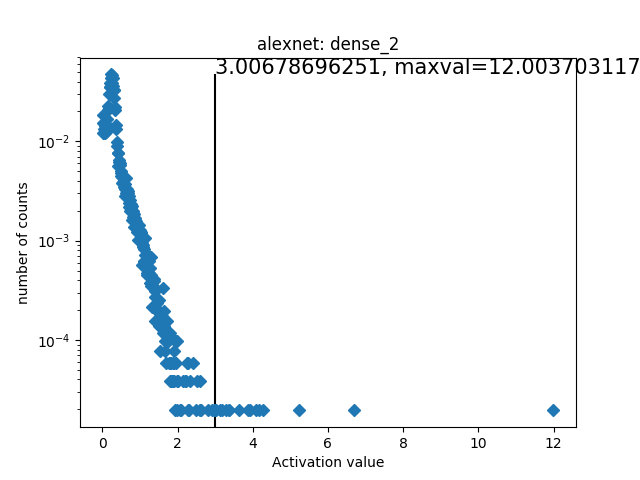 alexnet: dense_2
3.00678696251, maxval=12.003703117
number of counts
10⁻²
10⁻³
10⁻⁴
0 2 4 6 8 10 12
Activation value